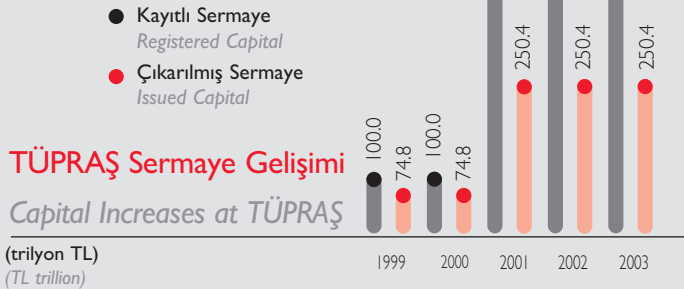 Kayıtlı Sermaye
Registered Capital
Çıkarılmış Sermaye
Issued Capital
TÜPRAŞ Sermaye Gelişimi
Capital Increases at TÜPRAŞ
(trilyon TL)
(TL trillion)
100.0
74.8
100.0
74.8
250.4
250.4
250.4
1999
2000
2001
2002
2003